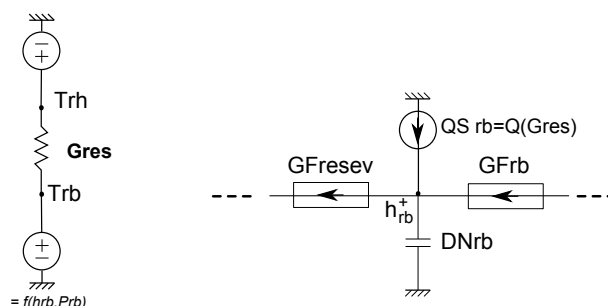 Trh
Gres
Trb
= f(hrb,Prb)
QS rb=Q(Gres)
GFresev
GFrb
h⁺rb
DNrb